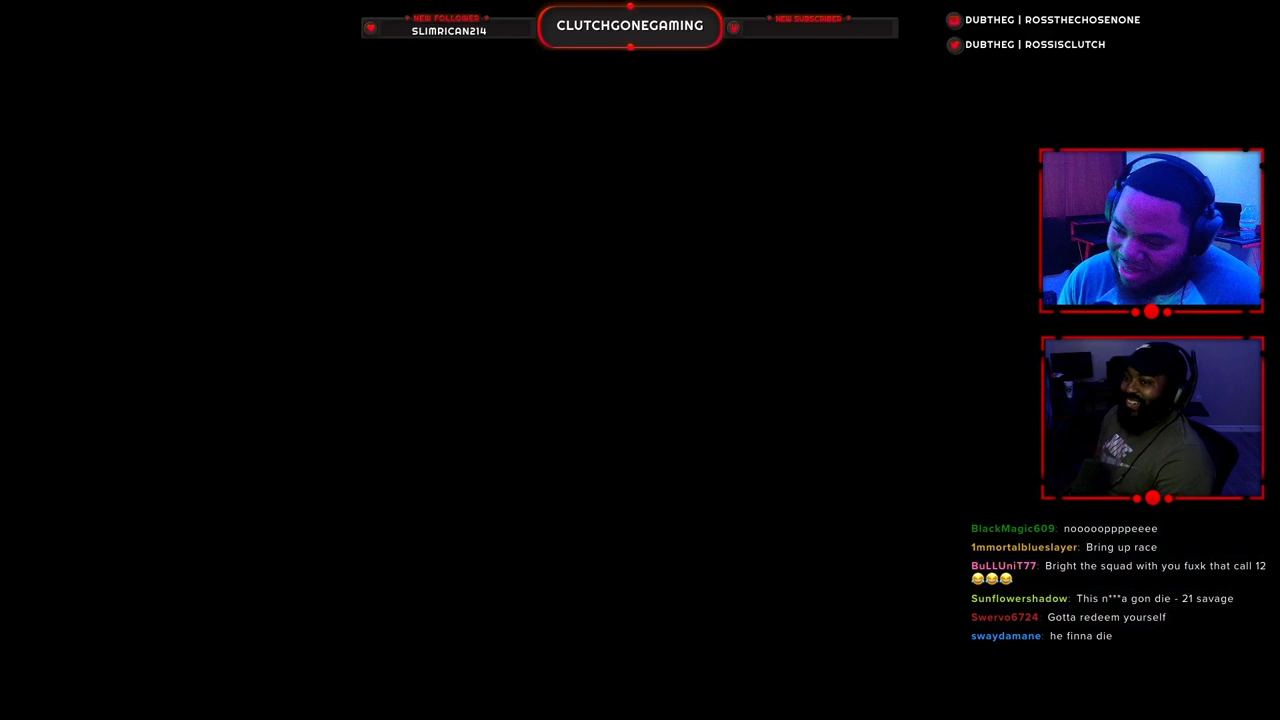 NEW FOLLOWER
SLIMRICAN214
CLUTCHGONEGAMING
NEW SUBSCRIBER
DUBTHEG | ROSSTHECHOSENONE
DUBTHEG | ROSSISCLUTCH
BlackMagic609: noooooppppeeee
1mmortalblueslayer: Bring up race
BuLLUniT77: Bright the squad with you fuxk that call 12
😂😂😂
Sunflowershadow: This n***a gon die - 21 savage
Swervo6724: Gotta redeem yourself
swaydamane: he finna die